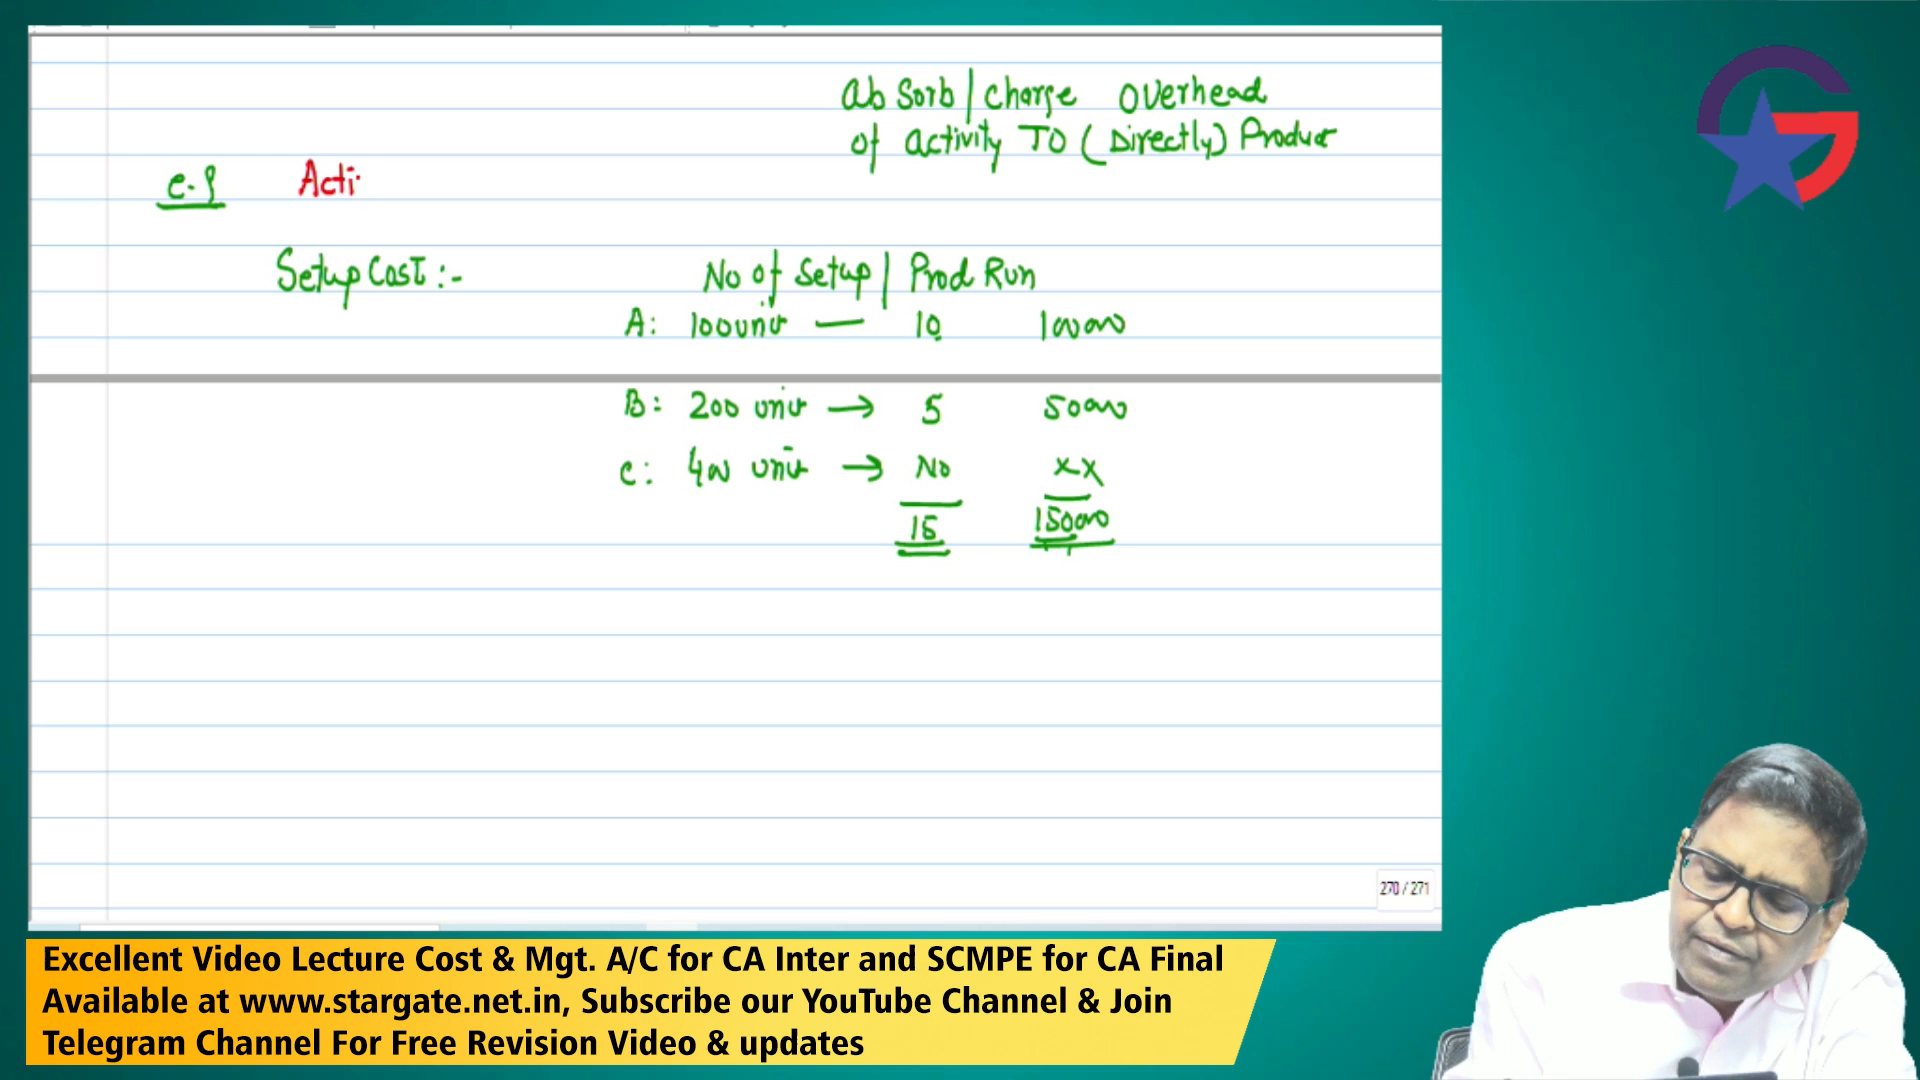 Absorb / Charge Overhead
of activity TO (Directly) Product
e.g Acti
Setup Cost :- No of Setup / Prod Run
A: 100 unit — 10 10000
B: 200 unit → 5 5000
C: 400 unit → No xx
15 15000
270 / 271
Excellent Video Lecture Cost & Mgt. A/C for CA Inter and SCMPE for CA Final
Available at www.stargate.net.in, Subscribe our YouTube Channel & Join
Telegram Channel For Free Revision Video & updates